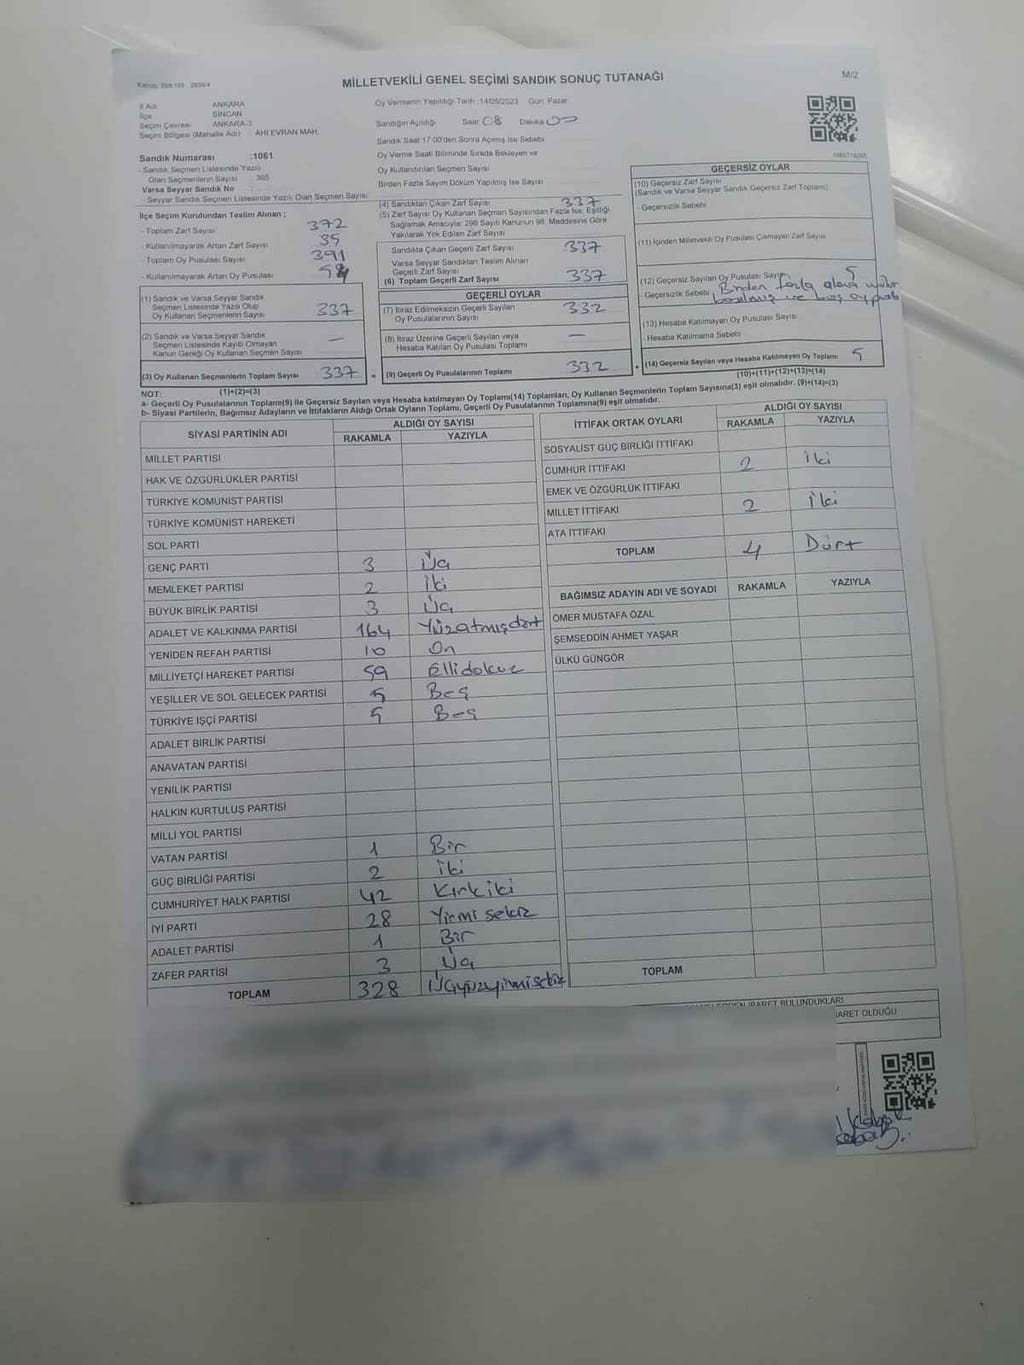 MİLLETVEKİLİ GENEL SEÇİMİ SANDIK SONUÇ TUTANAĞI
M/2
İl Adı ANKARA
İlçe SİNCAN
Seçim Çevresi ANKARA-3
Seçim Bölgesi (Mahalle Adı) AHİ EVRAN MAH.
Oy Vermenin Yapıldığı Tarih :14/05/2023 Gün: Pazar
Sandığın Açıldığı Saat: 08 Dakika 00
Sandık Saat 17:00'den Sonra Açılmış İse Sebebi
Oy Verme Saati Bitiminde Sırada Bekleyen ve
Oy Kullandırılan Seçmen Sayısı
Birden Fazla Sayım Döküm Yapılmış İse Sayısı
Sandık Numarası :1061
- Sandık Seçmen Listesinde Yazılı
Olan Seçmenlerin Sayısı 365
Varsa Seyyar Sandık No :
- Seyyar Sandık Seçmen Listesinde Yazılı Olan Seçmen Sayısı
İlçe Seçim Kurulundan Teslim Alınan ;
- Toplam Zarf Sayısı 372
- Kullanılmayarak Artan Zarf Sayısı 35
- Toplam Oy Pusulası Sayısı 391
- Kullanılmayarak Artan Oy Pusulası
(1) Sandık ve Varsa Seyyar Sandık
Seçmen Listesinde Yazılı Olup
Oy Kullanan Seçmenlerin Sayısı 337
(2) Sandık ve Varsa Seyyar Sandık
Seçmen Listesinde Kayıtlı Olmayan
Kanun Gereği Oy Kullanan Seçmen Sayısı —
(3) Oy Kullanan Seçmenlerin Toplam Sayısı 337
(1)+(2)=(3)
(4) Sandıktan Çıkan Zarf Sayısı 337
(5) Zarf Sayısı Oy Kullanan Seçmen Sayısından Fazla İse, Eşitliği
Sağlamak Amacıyla; 298 Sayılı Kanunun 98. Maddesine Göre
Yakılarak Yok Edilen Zarf Sayısı
Sandıkta Çıkan Geçerli Zarf Sayısı 337
Varsa Seyyar Sandıktan Teslim Alınan
Geçerli Zarf Sayısı
(6) Toplam Geçerli Zarf Sayısı 337
GEÇERLİ OYLAR
(7) İtiraz Edilmeksizin Geçerli Sayılan
Oy Pusulalarının Sayısı 332
(8) İtiraz Üzerine Geçerli Sayılan veya
Hesaba Katılan Oy Pusulası Toplamı —
(9) Geçerli Oy Pusulalarının Toplamı 332
GEÇERSİZ OYLAR
(10) Geçersiz Zarf Sayısı
(Sandık ve Varsa Seyyar Sandık Geçersiz Zarf Toplamı)
- Geçersizlik Sebebi
(11) İçinden Milletvekili Oy Pusulası Çıkmayan Zarf Sayısı
(12) Geçersiz Sayılan Oy Pusulası Sayısı 5
- Geçersizlik Sebebi Birden fazla alana mühür
basılmış ve boş oy pusula
(13) Hesaba Katılmayan Oy Pusulası Sayısı
- Hesaba Katılmama Sebebi
(14) Geçersiz Sayılan veya Hesaba Katılmayan Oy Toplamı 5
(10)+(11)+(12)+(13)=(14)
NOT:
a- Geçerli Oy Pusulalarının Toplamı(9) ile Geçersiz Sayılan veya Hesaba katılmayan Oy Toplamı(14) Toplamları, Oy Kullanan Seçmenlerin Toplam Sayısına(3) eşit olmalıdır. (9)+(14)=(3)
b- Siyasi Partilerin, Bağımsız Adayların ve İttifakların Aldığı Ortak Oyların Toplamı, Geçerli Oy Pusulalarının Toplamına(9) eşit olmalıdır.
SİYASİ PARTİNİN ADI ALDIĞI OY SAYISI
RAKAMLA YAZIYLA
MİLLET PARTİSİ
HAK VE ÖZGÜRLÜKLER PARTİSİ
TÜRKİYE KOMÜNİST PARTİSİ
TÜRKİYE KOMÜNİST HAREKETİ
SOL PARTİ
GENÇ PARTİ 3 Üç
MEMLEKET PARTİSİ 2 İki
BÜYÜK BİRLİK PARTİSİ 3 Üç
ADALET VE KALKINMA PARTİSİ 164 Yüzatmışdört
YENİDEN REFAH PARTİSİ 10 On
MİLLİYETÇİ HAREKET PARTİSİ 59 Ellidokuz
YEŞİLLER VE SOL GELECEK PARTİSİ 5 Beş
TÜRKİYE İŞÇİ PARTİSİ 5 Beş
ADALET BİRLİK PARTİSİ
ANAVATAN PARTİSİ
YENİLİK PARTİSİ
HALKIN KURTULUŞ PARTİSİ
MİLLİ YOL PARTİSİ
VATAN PARTİSİ 1 Bir
GÜÇ BİRLİĞİ PARTİSİ 2 iki
CUMHURİYET HALK PARTİSİ 42 Kırkiki
İYİ PARTİ 28 Yirmi sekiz
ADALET PARTİSİ 1 Bir
ZAFER PARTİSİ 3 Üç
TOPLAM 328 Üçyüzyirmisekiz
İTTİFAK ORTAK OYLARI ALDIĞI OY SAYISI
RAKAMLA YAZIYLA
SOSYALİST GÜÇ BİRLİĞİ İTTİFAKI
CUMHUR İTTİFAKI 2 İki
EMEK VE ÖZGÜRLÜK İTTİFAKI
MİLLET İTTİFAKI 2 İki
ATA İTTİFAKI
TOPLAM 4 Dört
BAĞIMSIZ ADAYIN ADI VE SOYADI RAKAMLA YAZIYLA
ÖMER MUSTAFA ÖZAL
ŞEMSEDDİN AHMET YAŞAR
ÜLKÜ GÜNGÖR
TOPLAM
BULUNDUKLARI
OLDUĞU